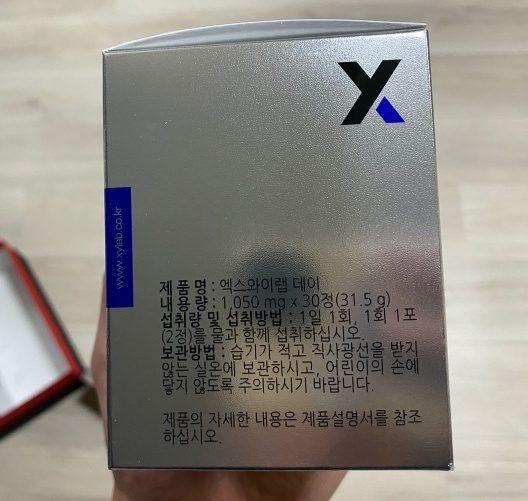 XY
www.xylab.co.kr
제 품 명 : 엑스와이랩 데이
내 용 량 : 1,050 mg x 30정(31.5 g)
섭취량 및 섭취방법 : 1일 1회, 1회 1포
(2정)를 물과 함께 섭취하십시오.
보관방법 : 습기가 적고 직사광선을 받지
않는 실온에 보관하시고, 어린이의 손에
닿지 않도록 주의하시기 바랍니다.
제품의 자세한 내용은 제품설명서를 참조
하십시오.